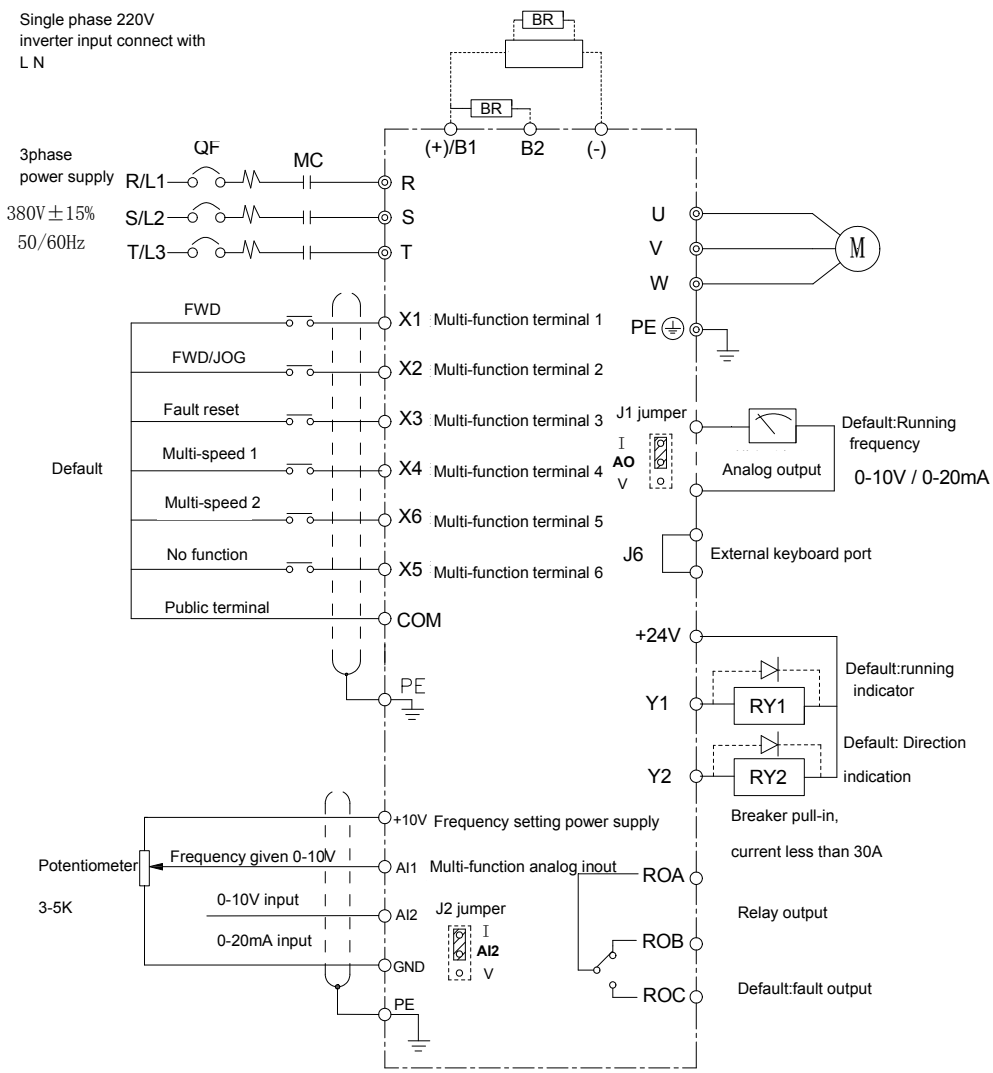 Single phase 220V
inverter input connect with
L N
BR
BR
(+)/B1
B2
(-)
3phase
power supply
380V±15%
50/60Hz
QF
MC
R/L1
R
S/L2
S
T/L3
T
U
V
W
M
PE
Default
FWD
X1 Multi-function terminal 1
FWD/JOG
X2 Multi-function terminal 2
Fault reset
X3 Multi-function terminal 3
Multi-speed 1
X4 Multi-function terminal 4
Multi-speed 2
X6 Multi-function terminal 5
No function
X5 Multi-function terminal 6
Public terminal
COM
PE
J1 jumper
I
AO
V
Analog output
Default:Running
frequency
0-10V / 0-20mA
J6
External keyboard port
+24V
Y1
RY1
Default:running
indicator
Y2
RY2
Default: Direction
indication
Breaker pull-in,
current less than 30A
Potentiometer
3-5K
+10V Frequency setting power supply
Frequency given 0-10V
AI1 Multi-function analog inout
0-10V input
AI2
0-20mA input
GND
PE
J2 jumper
I
AI2
V
ROA
ROB
ROC
Relay output
Default:fault output